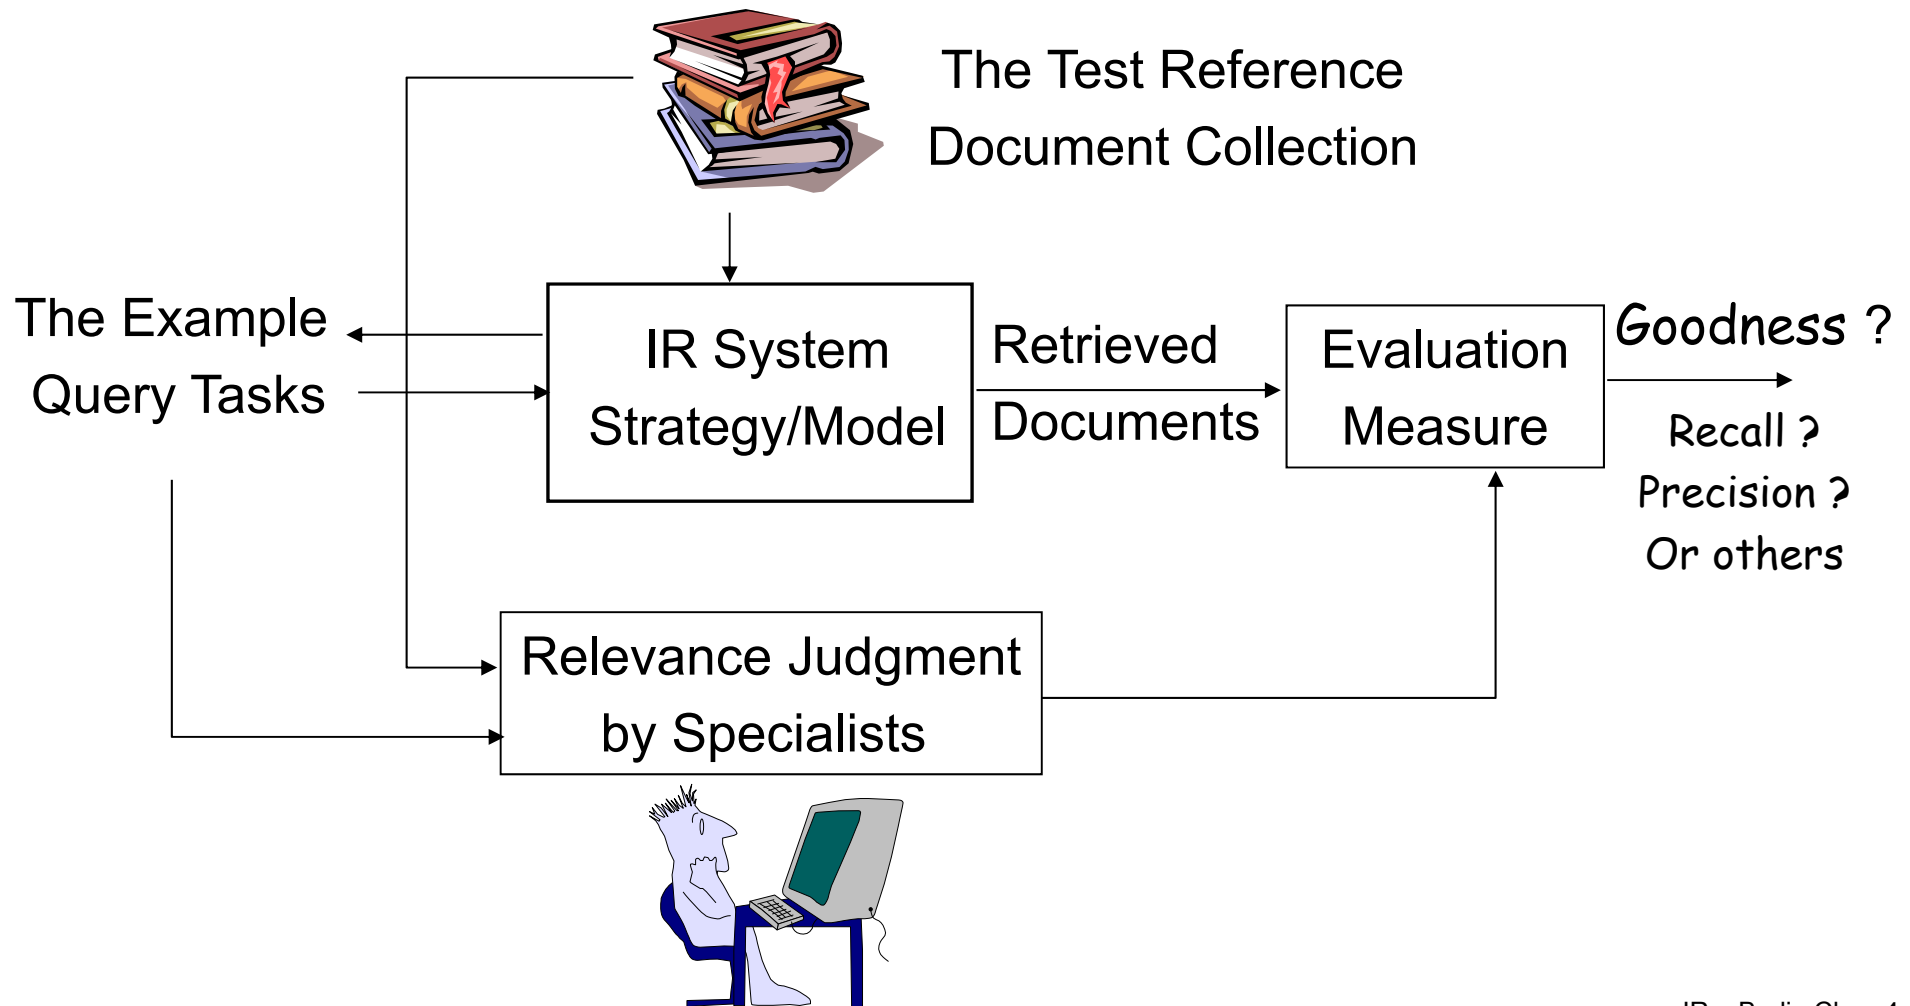 The Test Reference
Document Collection
The Example
Query Tasks
IR System
Strategy/Model
Retrieved
Documents
Evaluation
Measure
Goodness ?
Recall ?
Precision ?
Or others
Relevance Judgment
by Specialists